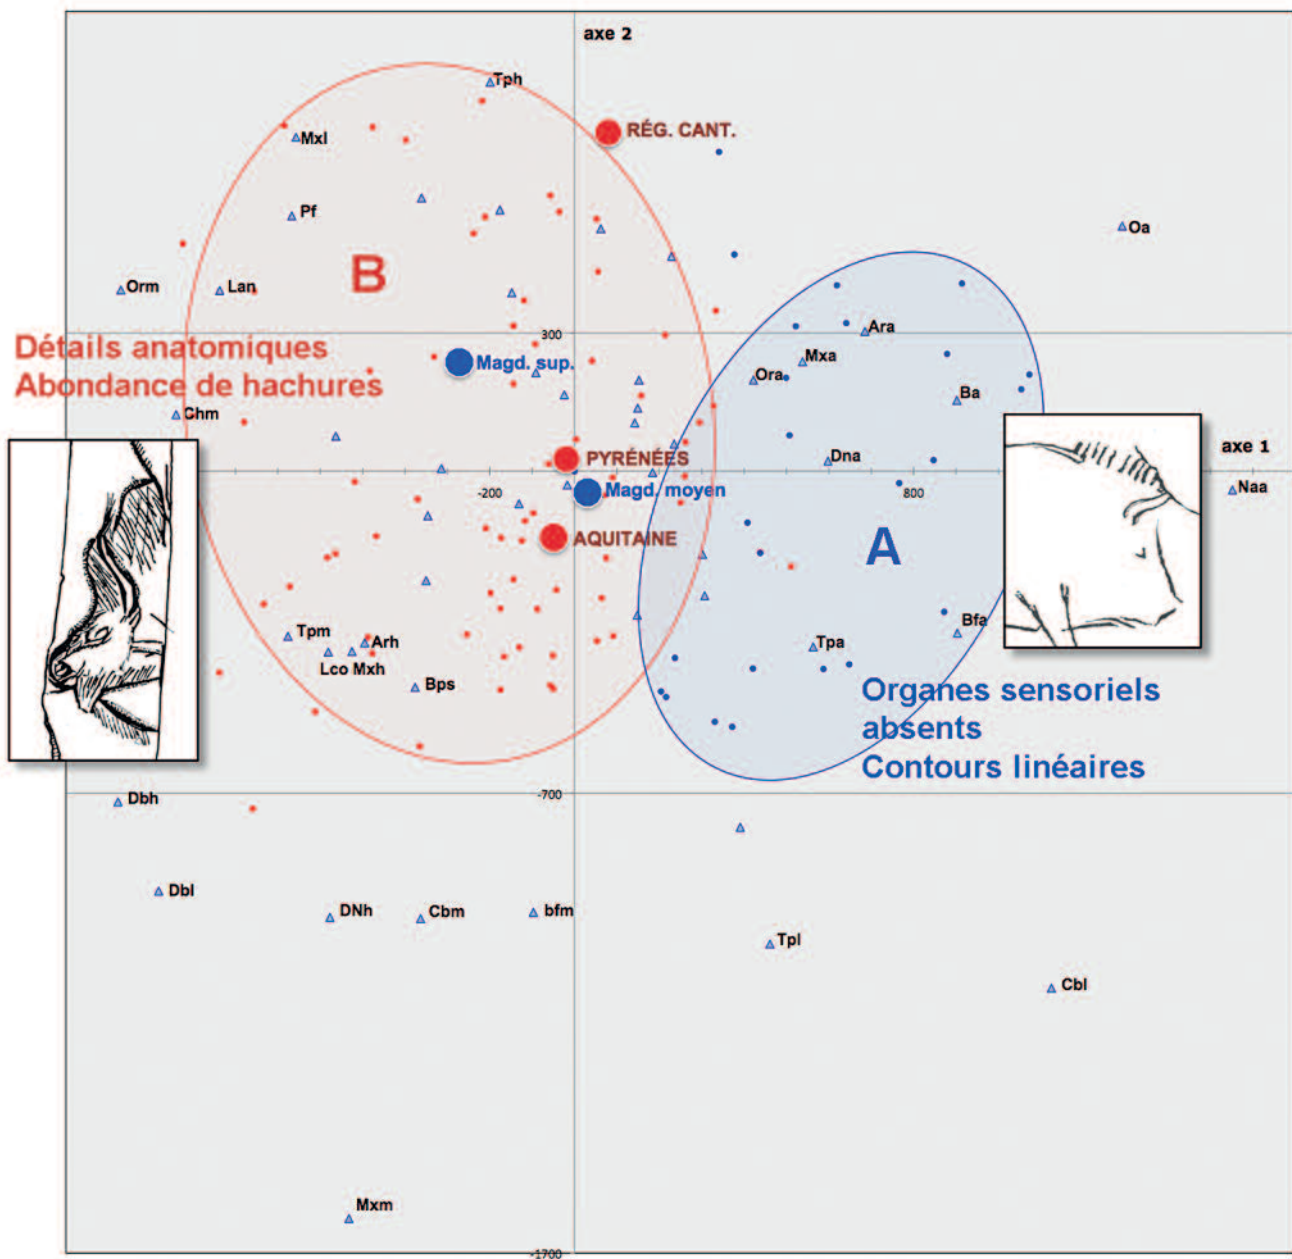 axe 2
Tph
RÉG. CANT.
Mxl
Pf
Oa
B
Orm
Lan
Ara
300
Détails anatomiques
Abondance de hachures
Magd. sup.
Mxa
Ora
Ba
Chm
axe 1
Dna
PYRÉNÉES
-200
Magd. moyen
800
Naa
AQUITAINE
A
Bfa
Tpm
Arh
Tpa
Lco Mxh
Bps
Organes sensoriels
absents
Contours linéaires
Dbh
-700
Dbl
DNh
Cbm
bfm
Tpl
Cbl
Mxm
-1700